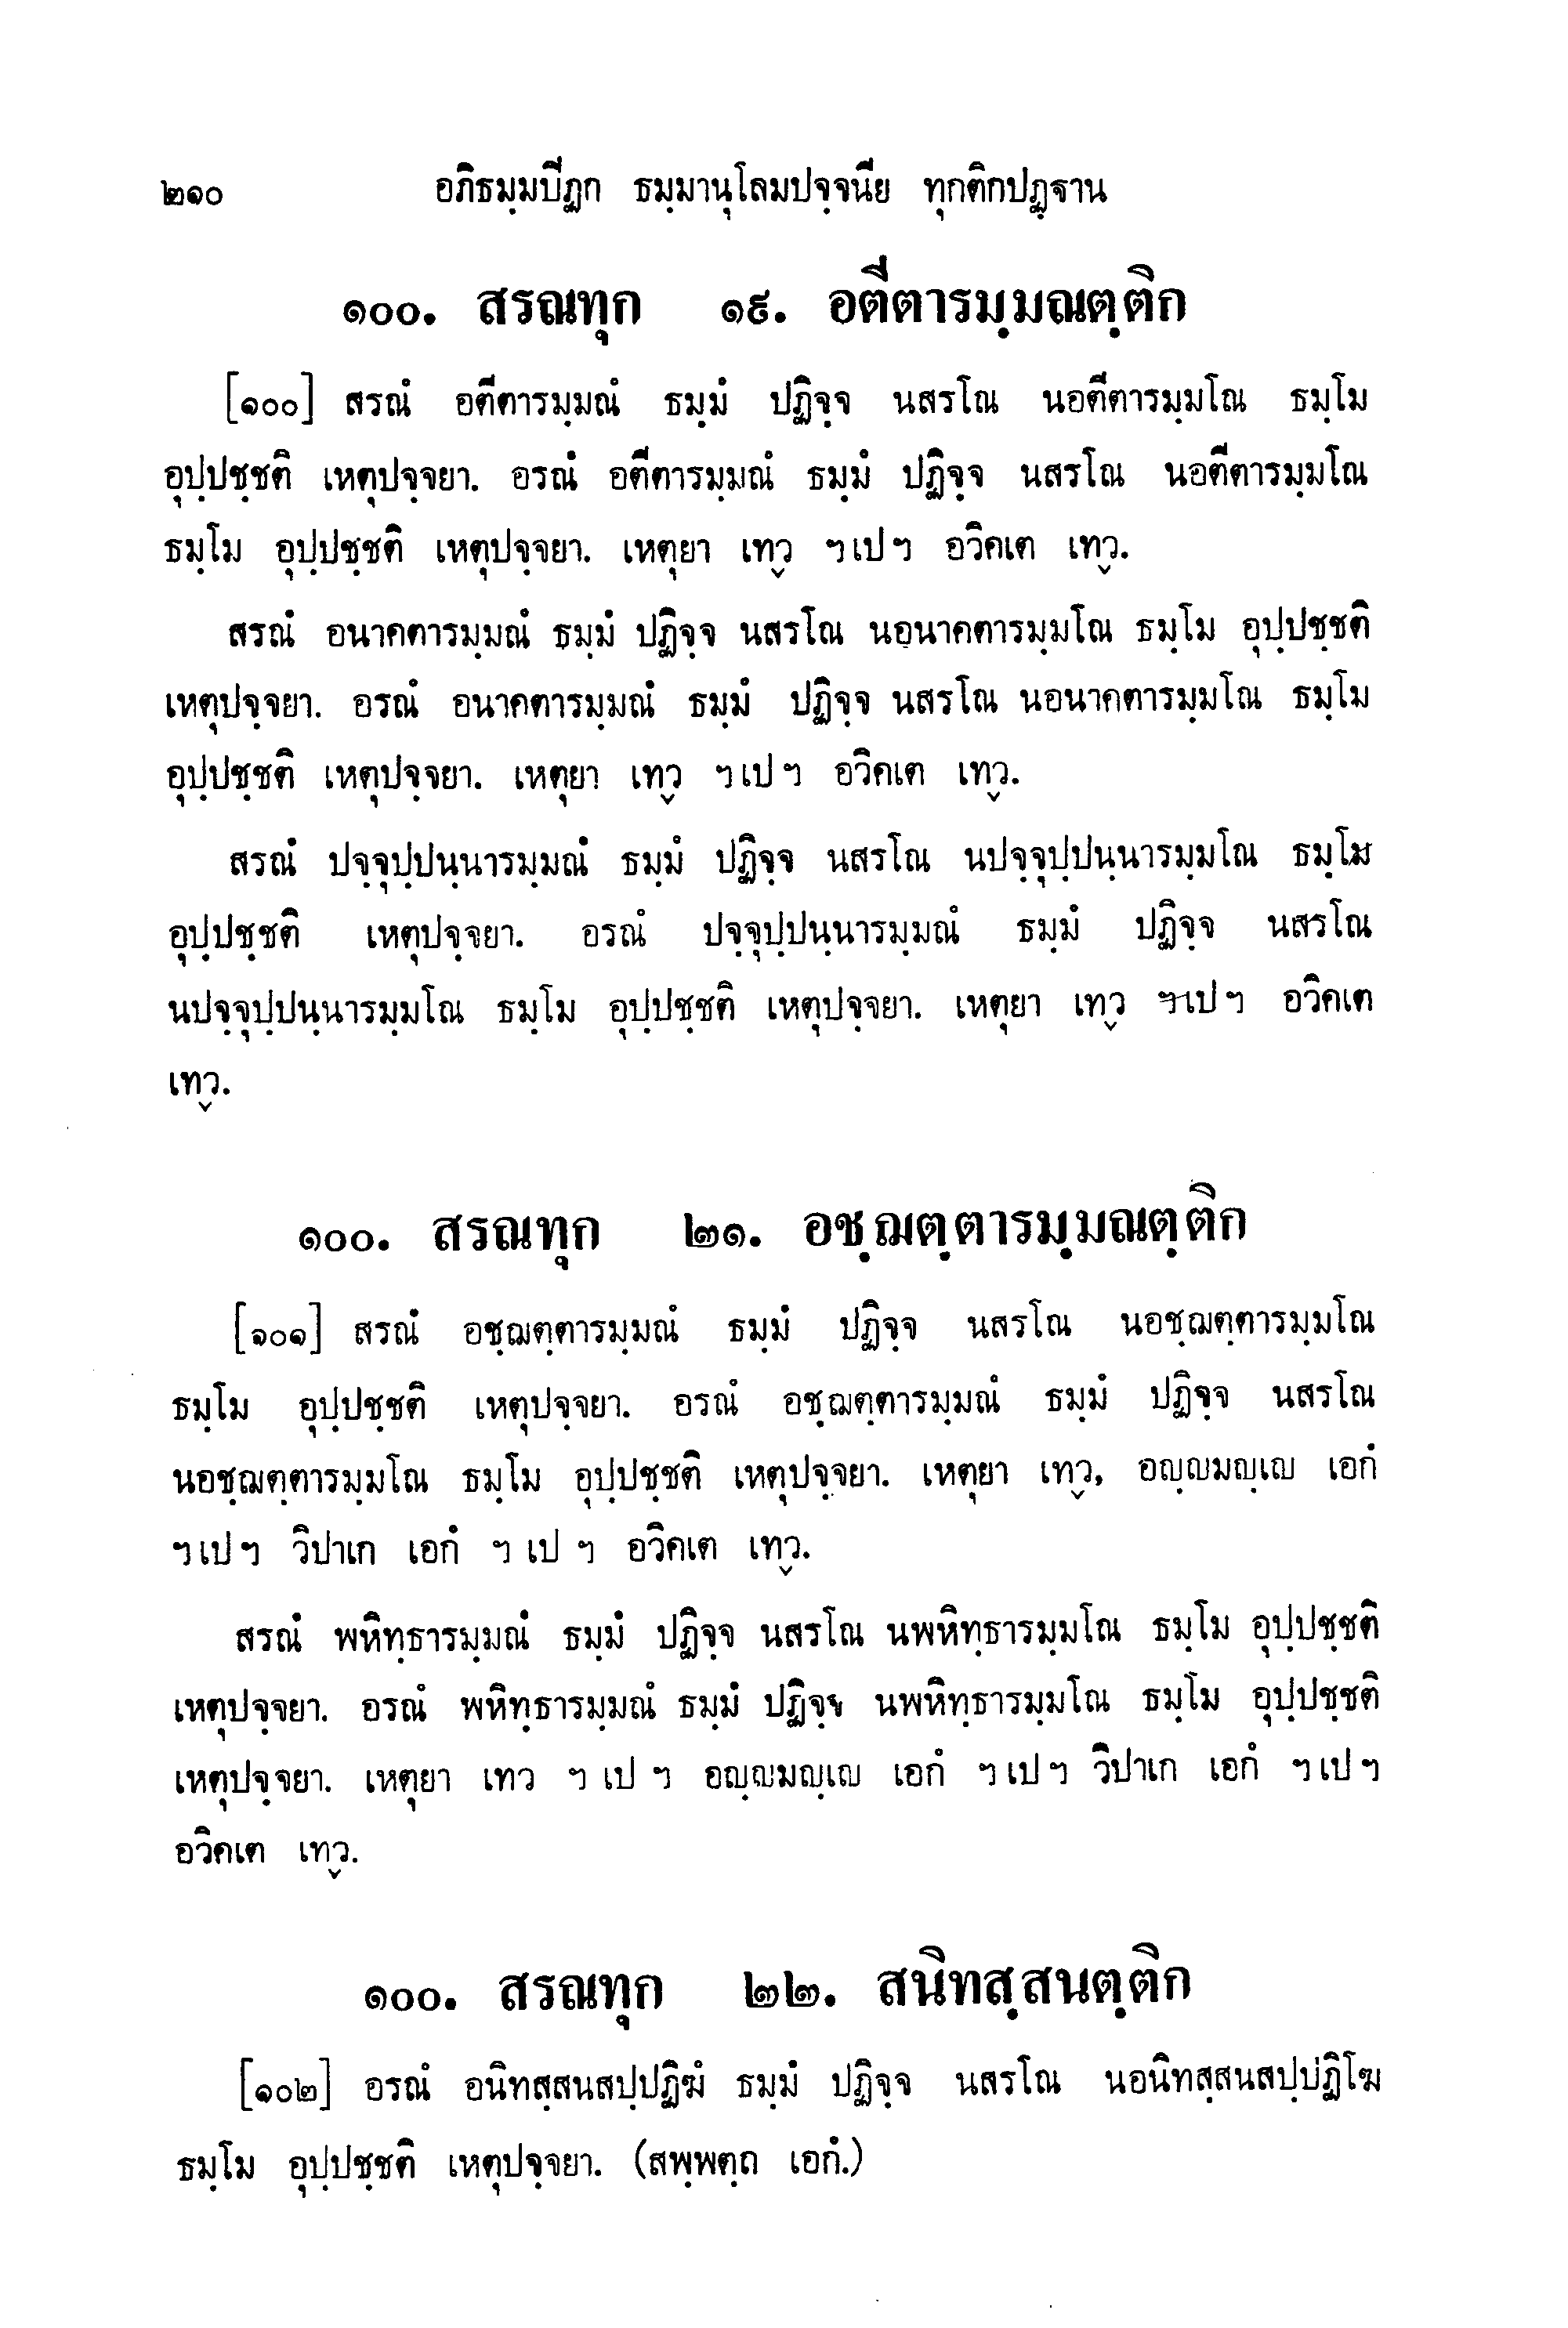 ๒๑๐ อภิธมฺมปีฏก ธมฺมานุโลมปจฺจนีย ทุกติกปฏฺฐาน
๑๐๐. สรณทุก ๑๙. อตีตารมฺมณตฺติก
[๑๐๐] สรณํ อตีตารมฺมณํ ธมฺมํ ปฏิจฺจ นสรโณ นอตีตารมฺมโณ ธมฺโม
อุปฺปชฺชติ เหตุปจฺจยา. อรณํ อตีตารมฺมณํ ธมฺมํ ปฏิจฺจ นสรโณ นอตีตารมฺมโณ
ธมฺโม อุปฺปชฺชติ เหตุปจฺจยา. เหตุยา เทฺว ฯเปฯ อวิคเต เทฺว.
สรณํ อนาคตารมฺมณํ ธมฺมํ ปฏิจฺจ นสรโณ นอนาคตารมฺมโณ ธมฺโม อุปฺปชฺชติ
เหตุปจฺจยา. อรณํ อนาคตารมฺมณํ ธมฺมํ ปฏิจฺจ นสรโณ นอนาคตารมฺมโณ ธมฺโม
อุปฺปชฺชติ เหตุปจฺจยา. เหตุยา เทฺว ฯเปฯ อวิคเต เทฺว.
สรณํ ปจฺจุปฺปนฺนารมฺมณํ ธมฺมํ ปฏิจฺจ นสรโณ นปจฺจุปฺปนฺนารมฺมโณ ธมฺโม
อุปฺปชฺชติ เหตุปจฺจยา. อรณํ ปจฺจุปฺปนฺนารมฺมณํ ธมฺมํ ปฏิจฺจ นสรโณ
นปจฺจุปฺปนฺนารมฺมโณ ธมฺโม อุปฺปชฺชติ เหตุปจฺจยา. เหตุยา เทฺว ฯเปฯ อวิคเต
เทฺว.
๑๐๐. สรณทุก ๒๑. อชฺฌตฺตารมฺมณตฺติก
[๑๐๑] สรณํ อชฺฌตฺตารมฺมณํ ธมฺมํ ปฏิจฺจ นสรโณ นอชฺฌตฺตารมฺมโณ
ธมฺโม อุปฺปชฺชติ เหตุปจฺจยา. อรณํ อชฺฌตฺตารมฺมณํ ธมฺมํ ปฏิจฺจ นสรโณ
นอชฺฌตฺตารมฺมโณ ธมฺโม อุปฺปชฺชติ เหตุปจฺจยา. เหตุยา เทฺว, อญฺญมญฺเญ เอกํ
ฯเปฯ วิปาเก เอกํ ฯ เป ฯ อวิคเต เทฺว.
สรณํ พหิทฺธารมฺมณํ ธมฺมํ ปฏิจฺจ นสรโณ นพหิทฺธารมฺมโณ ธมฺโม อุปฺปชฺชติ
เหตุปจฺจยา. อรณํ พหิทฺธารมฺมณํ ธมฺมํ ปฏิจฺจ นพหิทฺธารมฺมโณ ธมฺโม อุปฺปชฺชติ
เหตุปจฺจยา. เหตุยา เทว ฯ เป ฯ อญฺญมญฺเญ เอกํ ฯเปฯ วิปาเก เอกํ ฯเปฯ
อวิคเต เทฺว.
๑๐๐. สรณทุก ๒๒. สนิทสฺสนตฺติก
[๑๐๒] อรณํ อนิทสฺสนสปฺปฏิฆํ ธมฺมํ ปฏิจฺจ นสรโณ นอนิทสฺสนสปฺปฏิโฆ
ธมฺโม อุปฺปชฺชติ เหตุปจฺจยา. (สพฺพตฺถ เอกํ.)